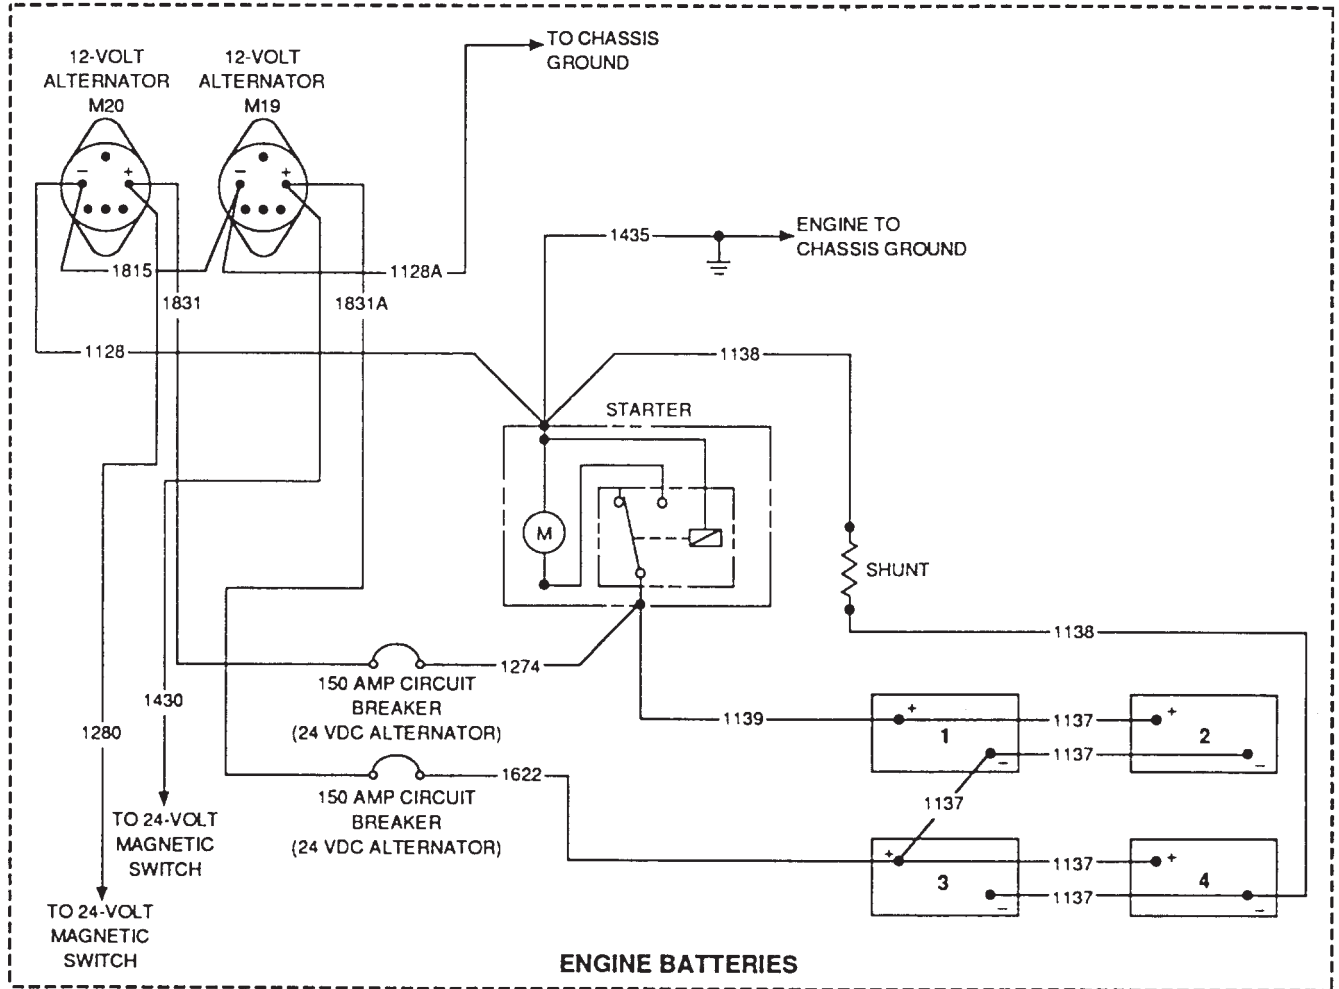 12-VOLT
ALTERNATOR
M20
12-VOLT
ALTERNATOR
M19
TO CHASSIS
GROUND
- +
- +
1815
1128A
1435
ENGINE TO
CHASSIS GROUND
1831
1831A
1128
1138
STARTER
M
SHUNT
1138
1274
150 AMP CIRCUIT
BREAKER
(24 VDC ALTERNATOR)
1430
1280
1139
+
1
-
1137
1137
+
2
-
1622
150 AMP CIRCUIT
BREAKER
(24 VDC ALTERNATOR)
1137
TO 24-VOLT
MAGNETIC
SWITCH
+
3
-
1137
1137
+
4
-
TO 24-VOLT
MAGNETIC
SWITCH
ENGINE BATTERIES